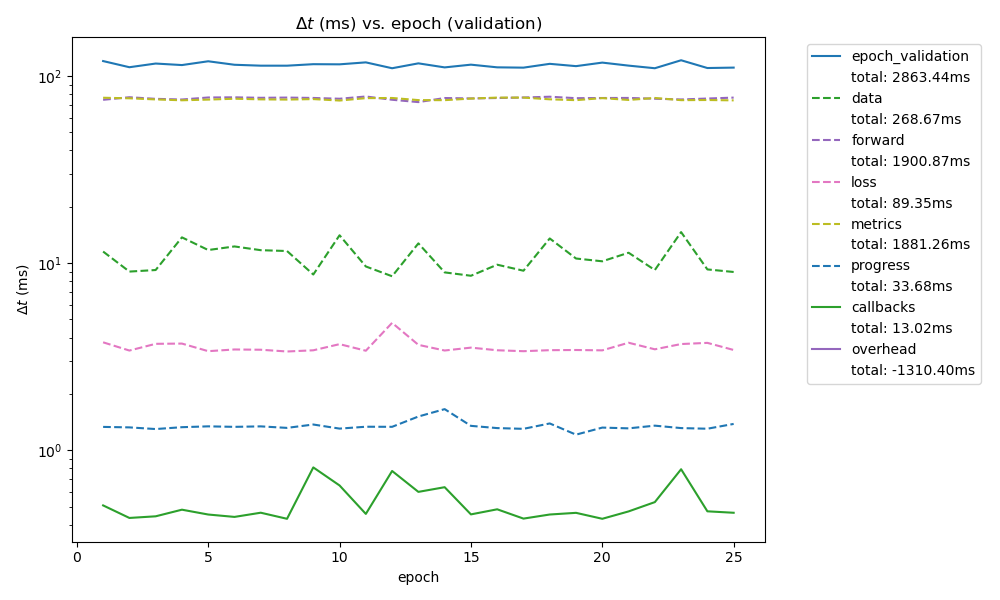 Δt (ms) vs. epoch (validation)
10²
10¹
10⁰
Δt (ms)
0
5
10
15
20
25
epoch
epoch_validation
total: 2863.44ms
data
total: 268.67ms
forward
total: 1900.87ms
loss
total: 89.35ms
metrics
total: 1881.26ms
progress
total: 33.68ms
callbacks
total: 13.02ms
overhead
total: -1310.40ms